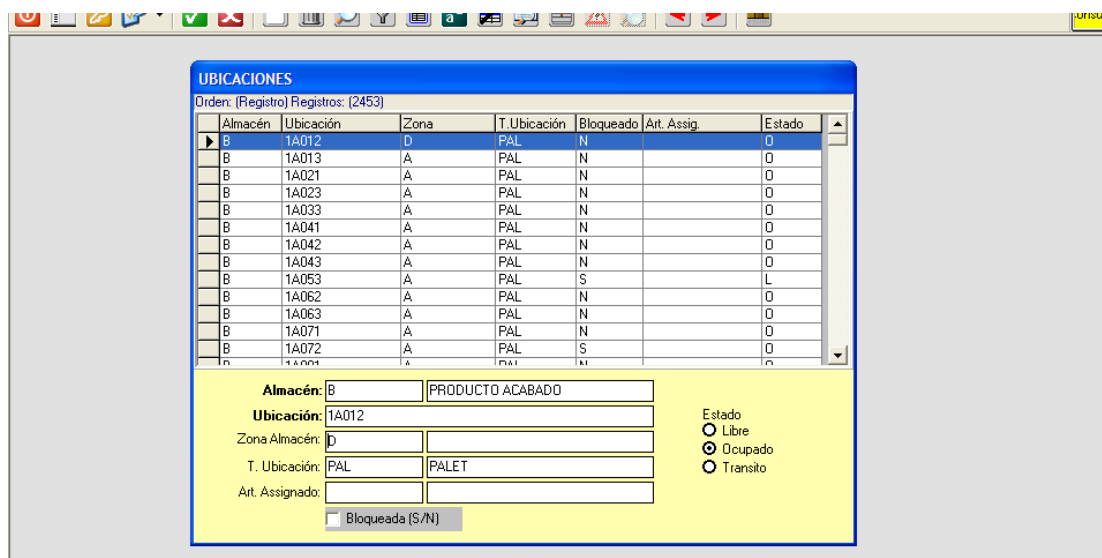 UBICACIONES
Orden: (Registro) Registros: (2453)
Almacén Ubicación Zona T.Ubicación Bloqueado Art. Assig. Estado
B 1A012 D PAL N O
B 1A013 A PAL N O
B 1A021 A PAL N O
B 1A023 A PAL N O
B 1A033 A PAL N O
B 1A041 A PAL N O
B 1A042 A PAL N O
B 1A043 A PAL N O
B 1A053 A PAL S L
B 1A062 A PAL N O
B 1A063 A PAL N O
B 1A071 A PAL N O
B 1A072 A PAL S O
Almacén: B PRODUCTO ACABADO
Ubicación: 1A012
Zona Almacén: D
T. Ubicación: PAL PALET
Art. Assignado:
Bloqueada (S/N)
Estado
Libre
Ocupado
Transito